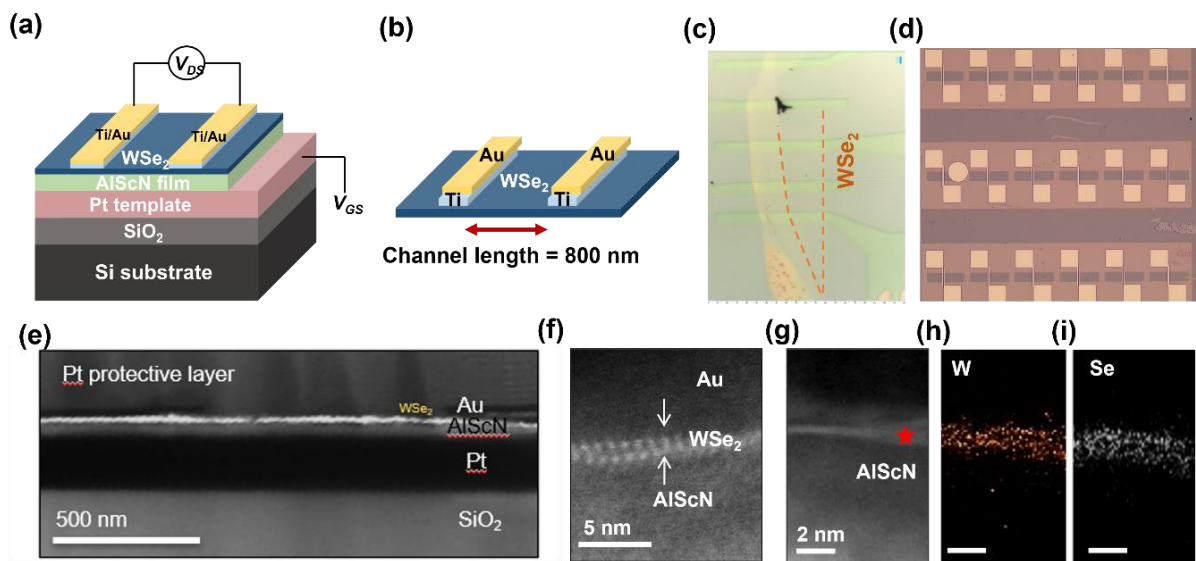 (a)
V_DS
Ti/Au
Ti/Au
WSe₂
AlScN film
Pt template
SiO₂
Si substrate
V_GS
(b)
Au
Au
WSe₂
Ti
Ti
Channel length = 800 nm
(c)
WSe₂
(d)
(e)
Pt protective layer
WSe₂
Au
AlScN
Pt
SiO₂
500 nm
(f)
Au
WSe₂
AlScN
5 nm
(g)
AlScN
2 nm
(h)
W
(i)
Se